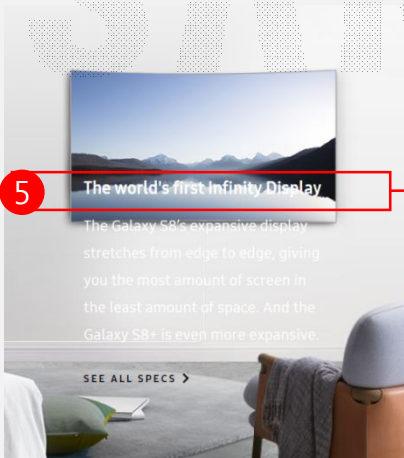 5
The world's first Infinity Display
The Galaxy S8's expansive display
stretches from edge to edge, giving
you the most amount of screen in
the least amount of space. And the
Galaxy S8+ is even more expansive.
SEE ALL SPECS >